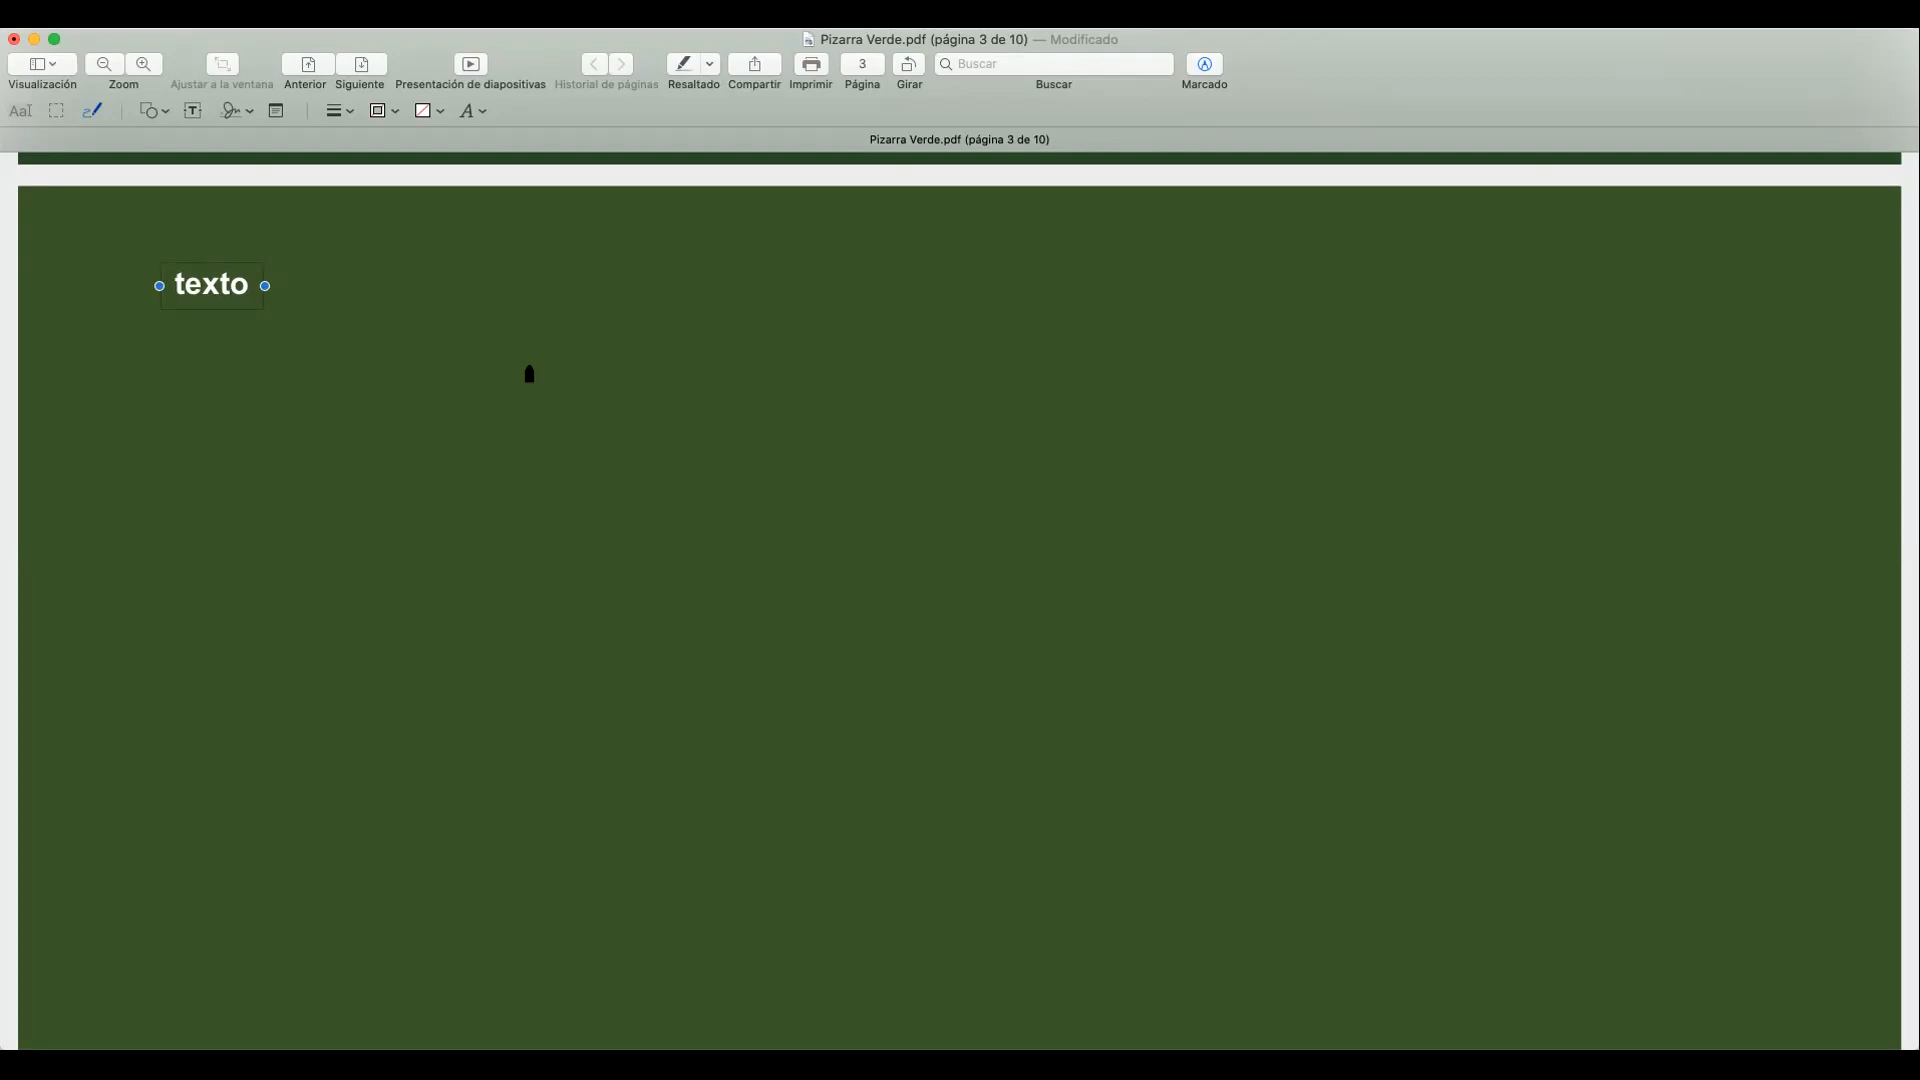 Pizarra Verde.pdf (página 3 de 10) — Modificado
3
Buscar
Visualización
Zoom
Ajustar a la ventana
Anterior
Siguiente
Presentación de diapositivas
Historial de páginas
Resaltado
Compartir
Imprimir
Página
Girar
Buscar
Marcado
Pizarra Verde.pdf (página 3 de 10)
texto